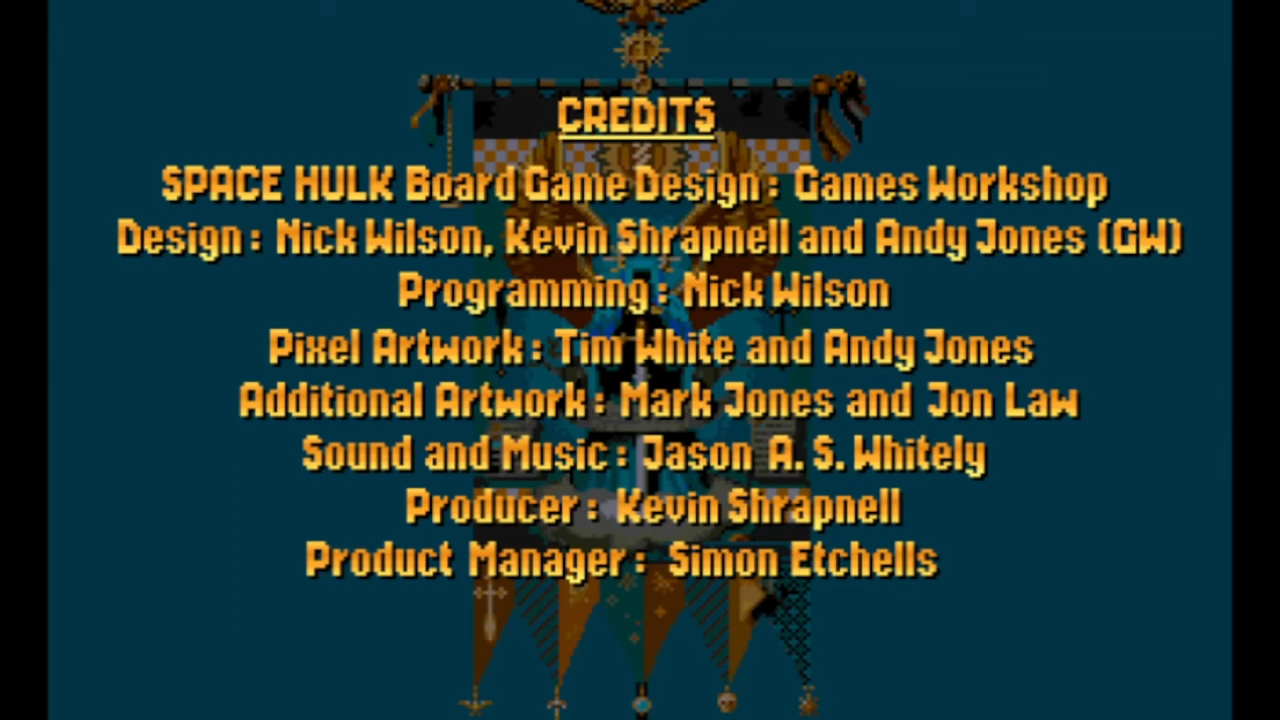 CREDITS
SPACE HULK Board Game Design : Games Workshop
Design : Nick Wilson, Kevin Shrapnell and Andy Jones (GW)
Programming : Nick Wilson
Pixel Artwork : Tim White and Andy Jones
Additional Artwork : Mark Jones and Jon Law
Sound and Music : Jason A. S. Whitely
Producer : Kevin Shrapnell
Product Manager : Simon Etchells